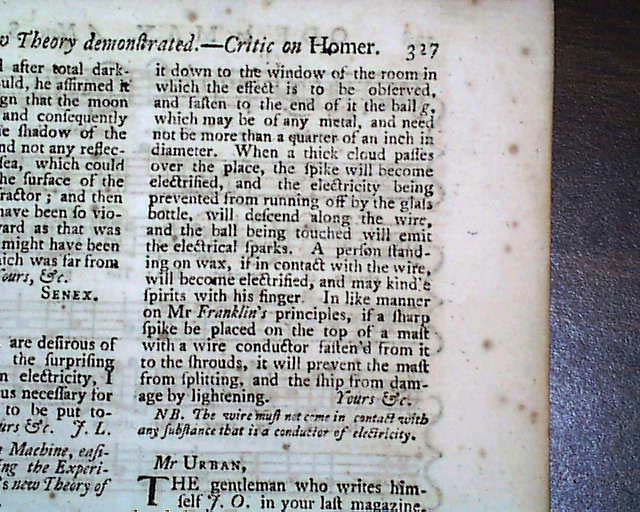 w Theory demonſtrated.—Critic on Homer. 327
after total dark-
ould, he aſſirmed it
ign that the moon
and conſequently
ie ſhadow of the
nd not any reflec-
ſea, which could
he ſurface of the
ractor; and then
have been ſo vio-
vard as that was
might have been
hich was far from
Yours, &c.
SENEX.
are deſirous of
the ſurpriſing
n electricity, I
us neceſſary for
to be put to-
urs &c. J. L.
e Machine, eaſi-
ing the Experi-
's new Theory of
it down to the window of the room in
which the effect is to be obſerved,
and faſten to the end of it the ball g,
which may be of any metal, and need
not be more than a quarter of an inch in
diameter. When a thick cloud paſſes
over the place, the ſpike will become
electrified, and the electricity being
prevented from running off by the glaſs
bottle, will deſcend along the wire,
and the ball being touched will emit
the electrical ſparks. A perſon ſtand-
ing on wax, if in contact with the wire,
will become electrified, and may kind'e
ſpirits with his finger. In like manner
on Mr Franklin's principles, if a ſharp
ſpike be placed on the top of a maſt
with a wire conductor faſten'd from it
to the ſhrouds, it will prevent the maſt
from ſplitting, and the ſhip from dam-
age by lightening. Yours &c.
NB. The wire muſt not come in contact with
any ſubſtance that is a conductor of electricity.
Mr URBAN,
THE gentleman who writes him-
ſelf J. O. in your laſt magazine,